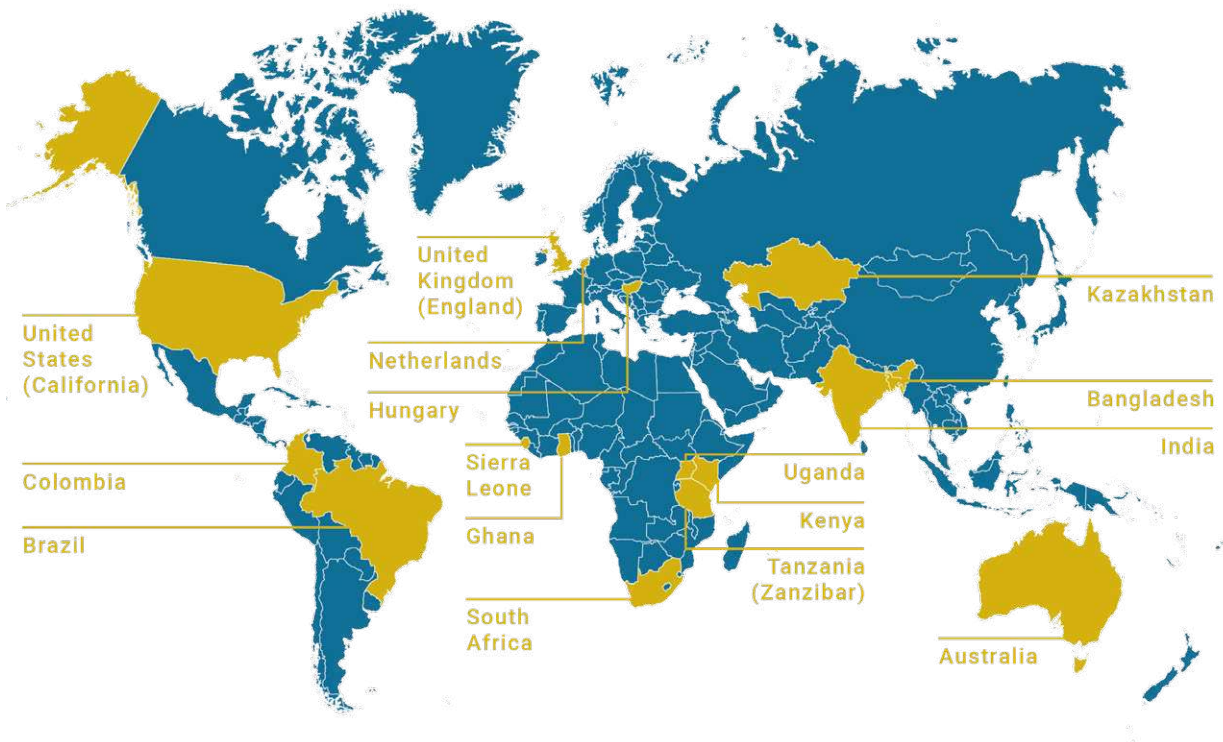 United
Kingdom
(England)
Kazakhstan
United
States
(California)
Netherlands
Hungary
Bangladesh
India
Sierra
Leone
Uganda
Colombia
Kenya
Ghana
Brazil
Tanzania
(Zanzibar)
South
Africa
Australia